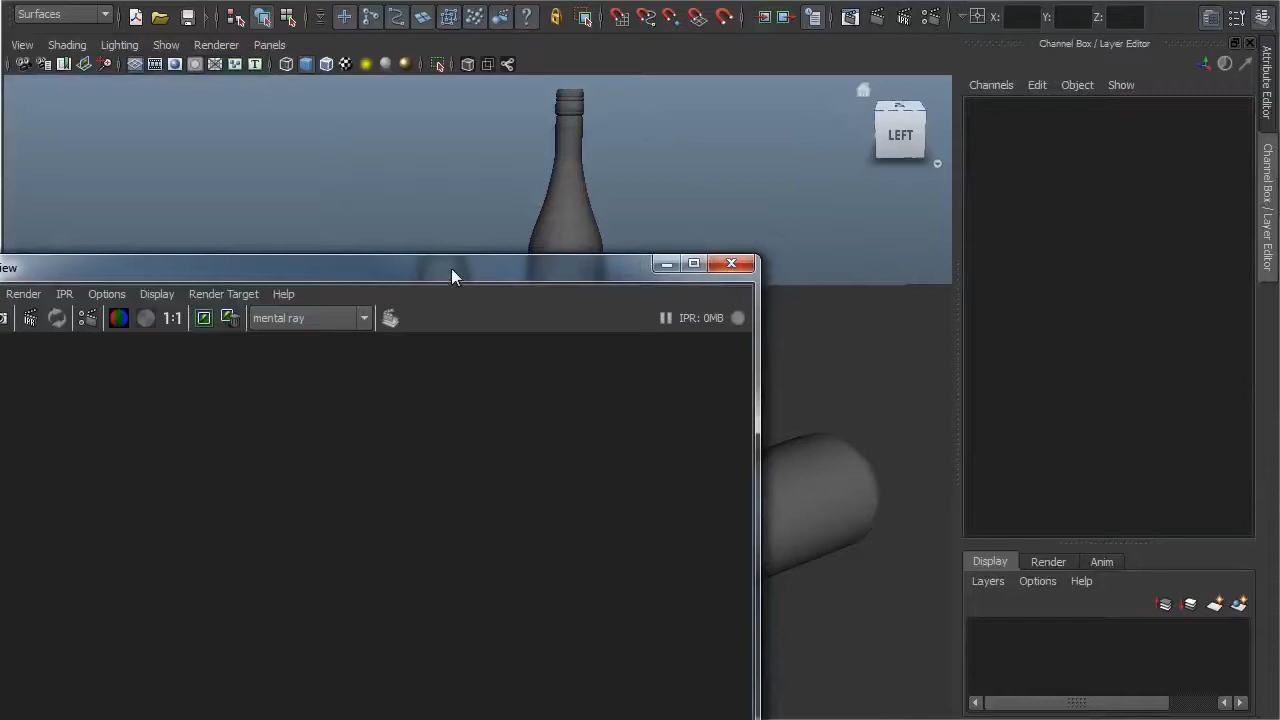 Surfaces
X:
Y:
Z:
View Shading Lighting Show Renderer Panels
Channel Box / Layer Editor
Channels Edit Object Show
LEFT
iew
Render IPR Options Display Render Target Help
1:1
mental ray
IPR: 0MB
Display Render Anim
Layers Options Help
Attribute Editor
Channel Box / Layer Editor